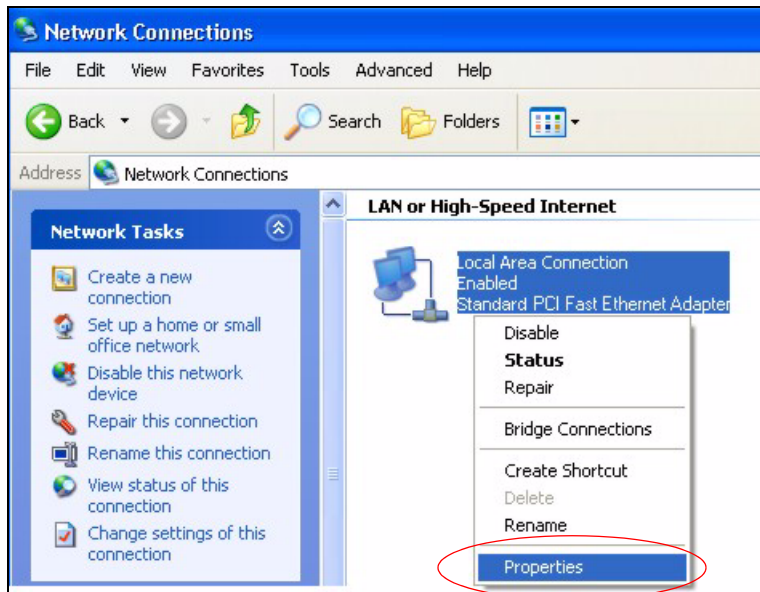 Network Connections
File Edit View Favorites Tools Advanced Help
Back Search Folders
Address Network Connections
Network Tasks
Create a new
connection
Set up a home or small
office network
Disable this network
device
Repair this connection
Rename this connection
View status of this
connection
Change settings of this
connection
LAN or High-Speed Internet
Local Area Connection
Enabled
Standard PCI Fast Ethernet Adapter
Disable
Status
Repair
Bridge Connections
Create Shortcut
Delete
Rename
Properties